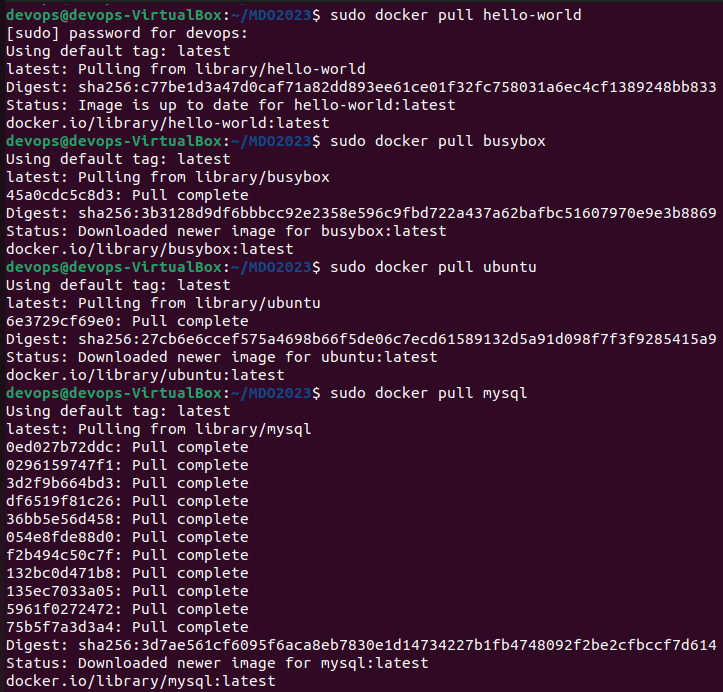 devops@devops-VirtualBox:~/MDO2023$ sudo docker pull hello-world
[sudo] password for devops:
Using default tag: latest
latest: Pulling from library/hello-world
Digest: sha256:c77be1d3a47d0caf71a82dd893ee61ce01f32fc758031a6ec4cf1389248bb833
Status: Image is up to date for hello-world:latest
docker.io/library/hello-world:latest
devops@devops-VirtualBox:~/MDO2023$ sudo docker pull busybox
Using default tag: latest
latest: Pulling from library/busybox
45a0cdc5c8d3: Pull complete
Digest: sha256:3b3128d9df6bbbcc92e2358e596c9fbd722a437a62bafbc51607970e9e3b8869
Status: Downloaded newer image for busybox:latest
docker.io/library/busybox:latest
devops@devops-VirtualBox:~/MDO2023$ sudo docker pull ubuntu
Using default tag: latest
latest: Pulling from library/ubuntu
6e3729cf69e0: Pull complete
Digest: sha256:27cb6e6ccef575a4698b66f5de06c7ecd61589132d5a91d098f7f3f9285415a9
Status: Downloaded newer image for ubuntu:latest
docker.io/library/ubuntu:latest
devops@devops-VirtualBox:~/MDO2023$ sudo docker pull mysql
Using default tag: latest
latest: Pulling from library/mysql
0ed027b72ddc: Pull complete
0296159747f1: Pull complete
3d2f9b664bd3: Pull complete
df6519f81c26: Pull complete
36bb5e56d458: Pull complete
054e8fde88d0: Pull complete
f2b494c50c7f: Pull complete
132bc0d471b8: Pull complete
135ec7033a05: Pull complete
5961f0272472: Pull complete
75b5f7a3d3a4: Pull complete
Digest: sha256:3d7ae561cf6095f6aca8eb7830e1d14734227b1fb4748092f2be2cfbccf7d614
Status: Downloaded newer image for mysql:latest
docker.io/library/mysql:latest